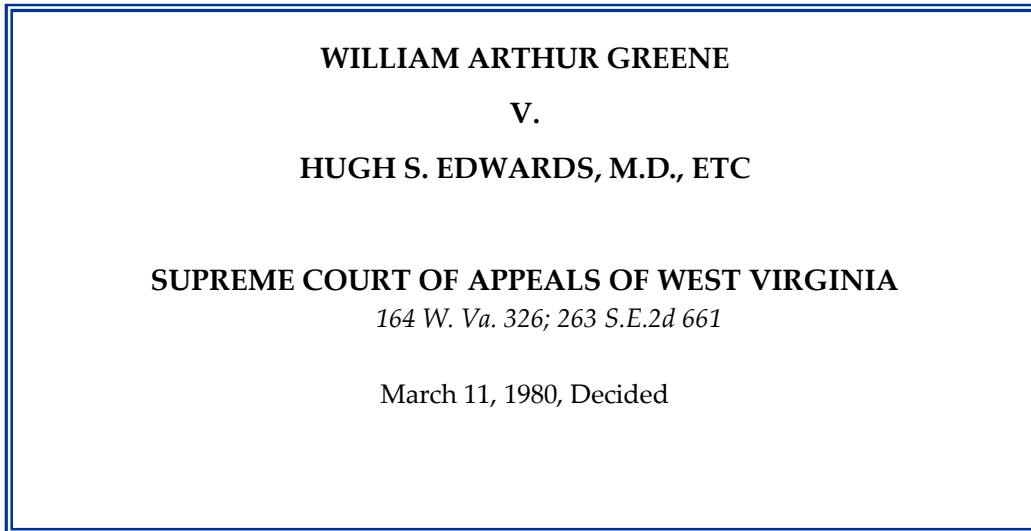 WILLIAM ARTHUR GREENE
V.
HUGH S. EDWARDS, M.D., ETC
SUPREME COURT OF APPEALS OF WEST VIRGINIA
164 W. Va. 326; 263 S.E.2d 661
March 11, 1980, Decided